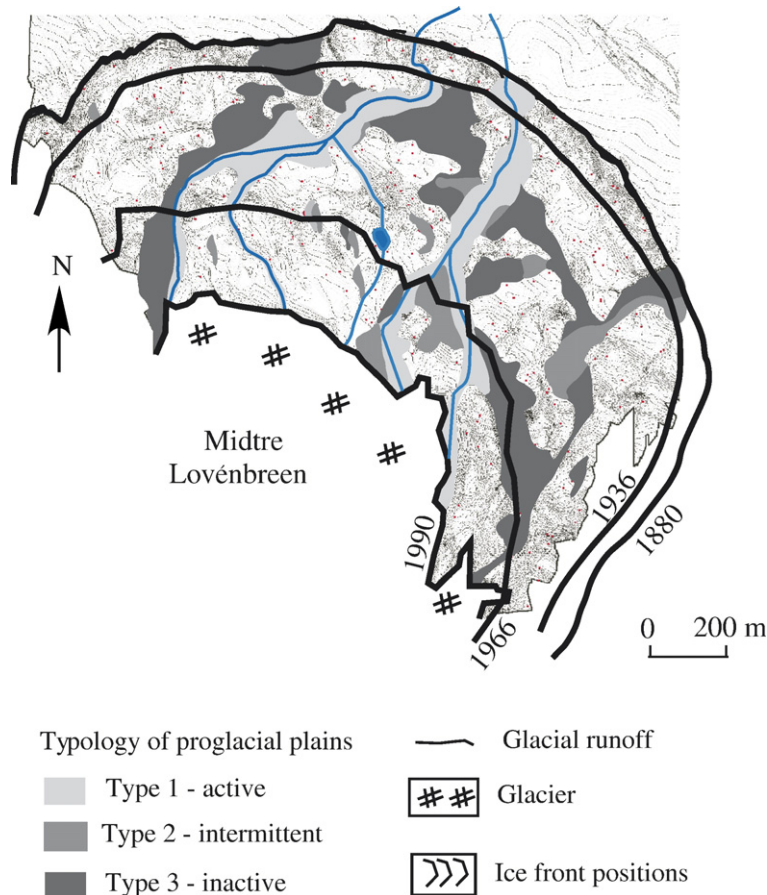 N
Midtre
Lovénbreen
1990
1966
1936
1880
0 200 m
Typology of proglacial plains
Type 1 - active
Type 2 - intermittent
Type 3 - inactive
Glacial runoff
Glacier
Ice front positions